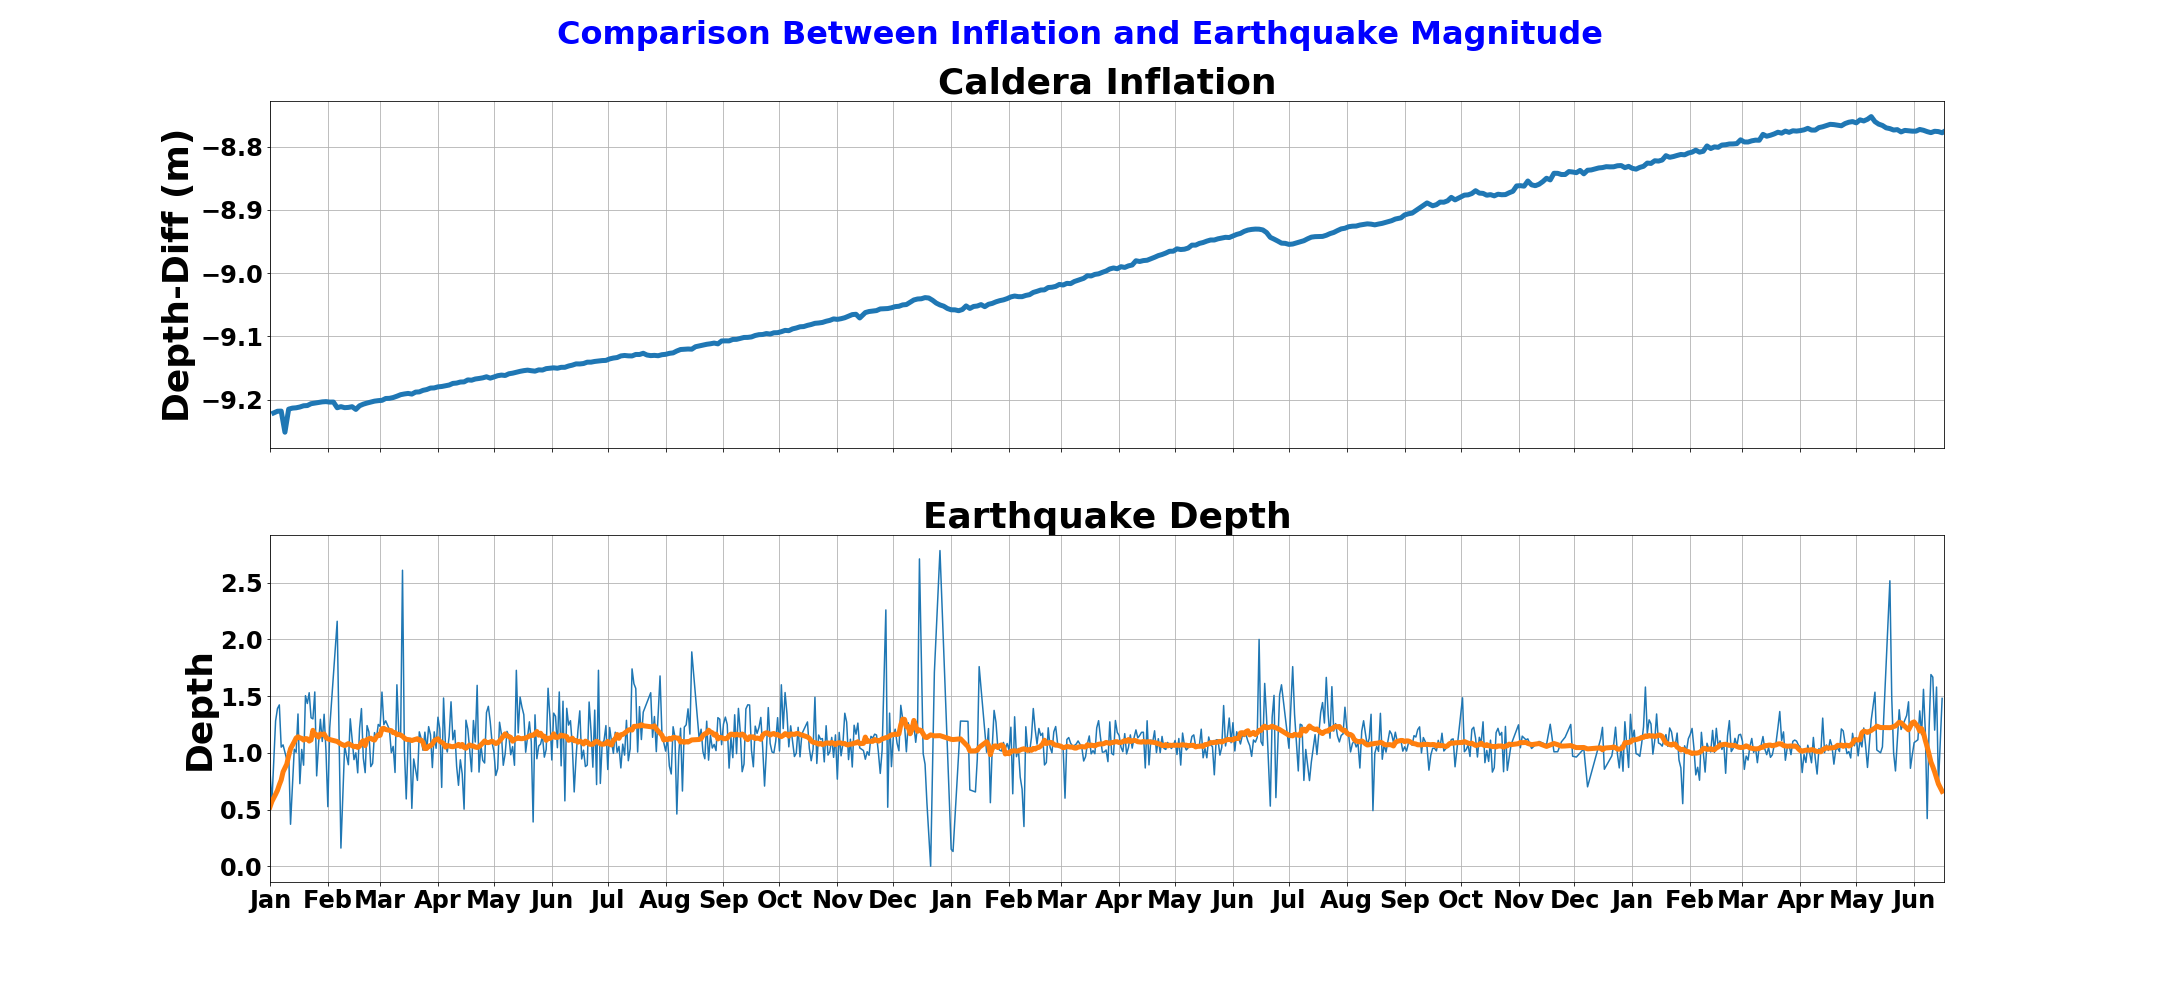 Comparison Between Inflation and Earthquake Magnitude
Caldera Inflation
Depth-Diff (m)
−8.8
−8.9
−9.0
−9.1
−9.2
Earthquake Depth
Depth
2.5
2.0
1.5
1.0
0.5
0.0
Jan Feb Mar Apr May Jun Jul Aug Sep Oct Nov Dec Jan Feb Mar Apr May Jun Jul Aug Sep Oct Nov Dec Jan Feb Mar Apr May Jun